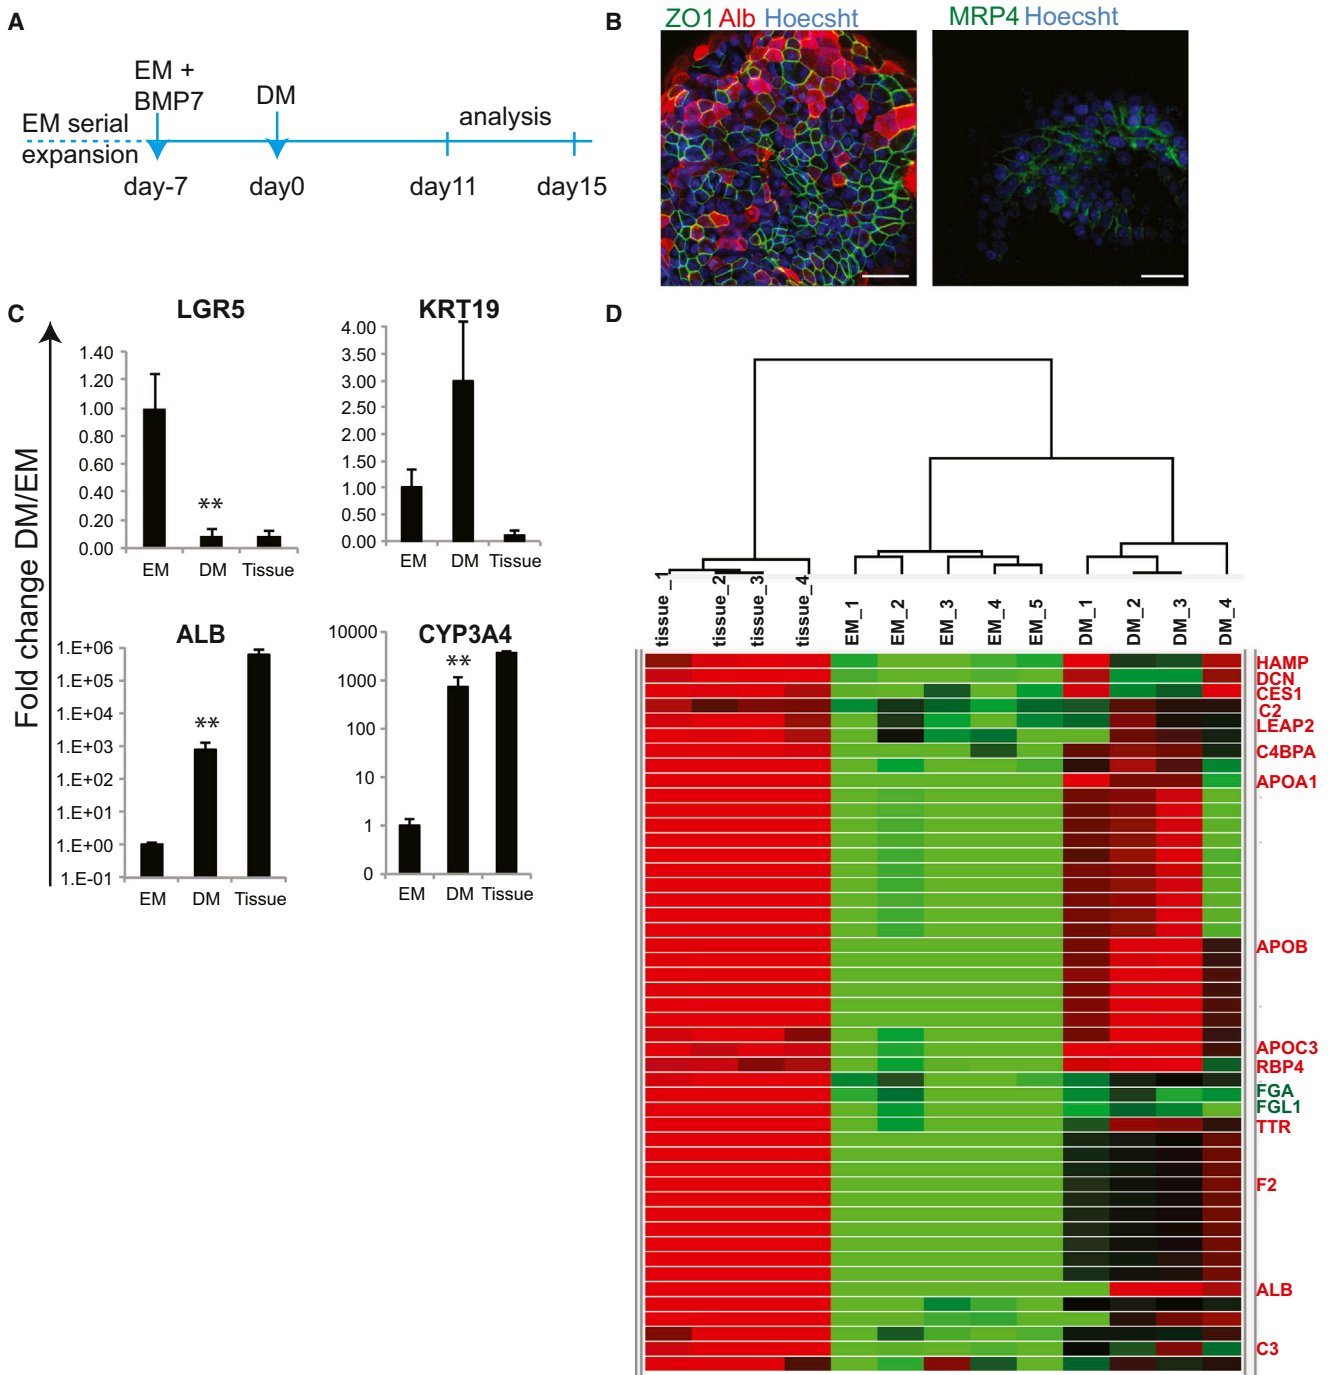 A
EM +
BMP7
DM
EM serial
expansion
analysis
day-7
day0
day11
day15
B
ZO1 Alb Hoecsht
MRP4 Hoecsht
C
Fold change DM/EM
LGR5
1.40
1.20
1.00
0.80
0.60
0.40
0.20
0.00
**
EM
DM
Tissue
KRT19
4.00
3.50
3.00
2.50
2.00
1.50
1.00
0.50
0.00
EM
DM
Tissue
ALB
1.E+06
1.E+05
1.E+04
1.E+03
1.E+02
1.E+01
1.E+00
1.E-01
**
EM
DM
Tissue
CYP3A4
10000
1000
100
10
1
0
**
EM
DM
Tissue
D
tissue_1
tissue_2
tissue_3
tissue_4
EM_1
EM_2
EM_3
EM_4
EM_5
DM_1
DM_2
DM_3
DM_4
HAMP
DCN
CES1
C2
LEAP2
C4BPA
APOA1
APOB
APOC3
RBP4
FGA
FGL1
TTR
F2
ALB
C3